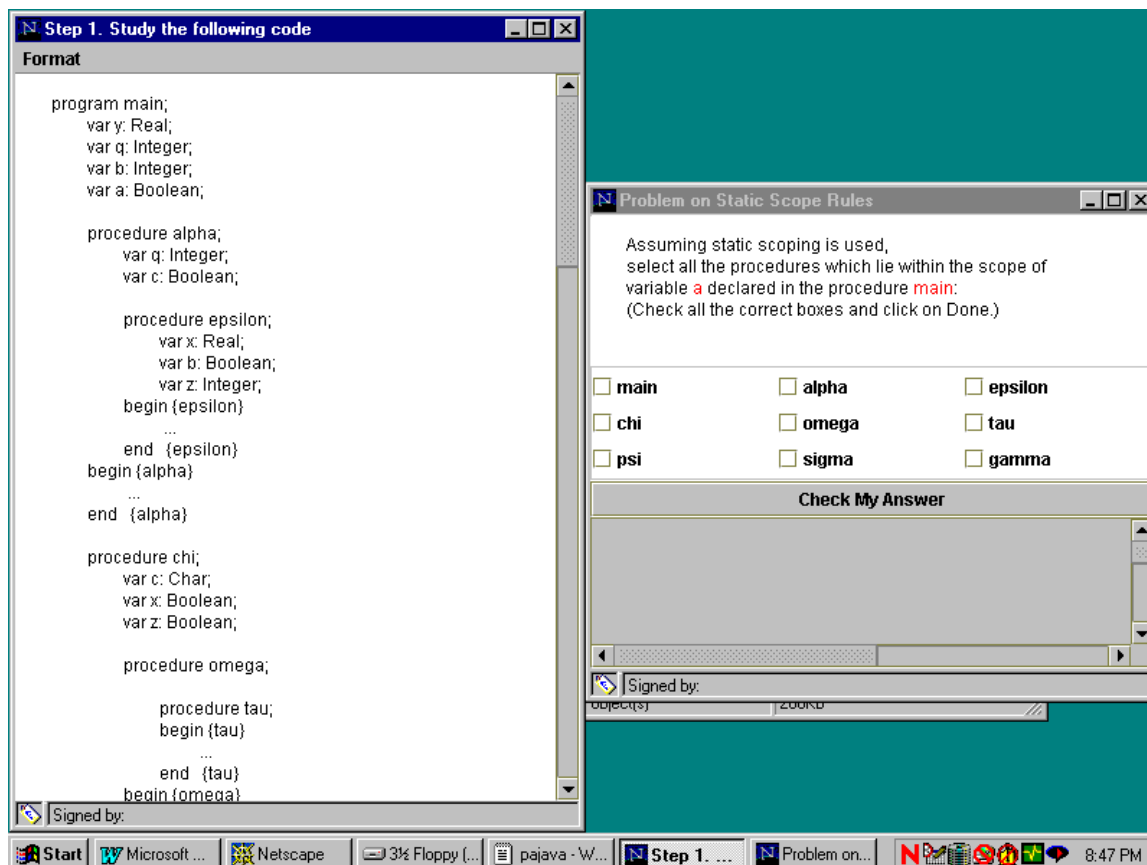 Step 1. Study the following code
Format
program main;
var y: Real;
var q: Integer;
var b: Integer;
var a: Boolean;
procedure alpha;
var q: Integer;
var c: Boolean;
procedure epsilon;
var x: Real;
var b: Boolean;
var z: Integer;
begin {epsilon}
...
end {epsilon}
begin {alpha}
...
end {alpha}
procedure chi;
var c: Char;
var x: Boolean;
var z: Boolean;
procedure omega;
procedure tau;
begin {tau}
...
end {tau}
begin {omega}
Signed by:
Problem on Static Scope Rules
Assuming static scoping is used,
select all the procedures which lie within the scope of
variable a declared in the procedure main:
(Check all the correct boxes and click on Done.)
main alpha epsilon
chi omega tau
psi sigma gamma
Check My Answer
Signed by:
object(s) 200KB
Start Microsoft ... Netscape 3½ Floppy (... pajava - W... Step 1. ... Problem on... 8:47 PM